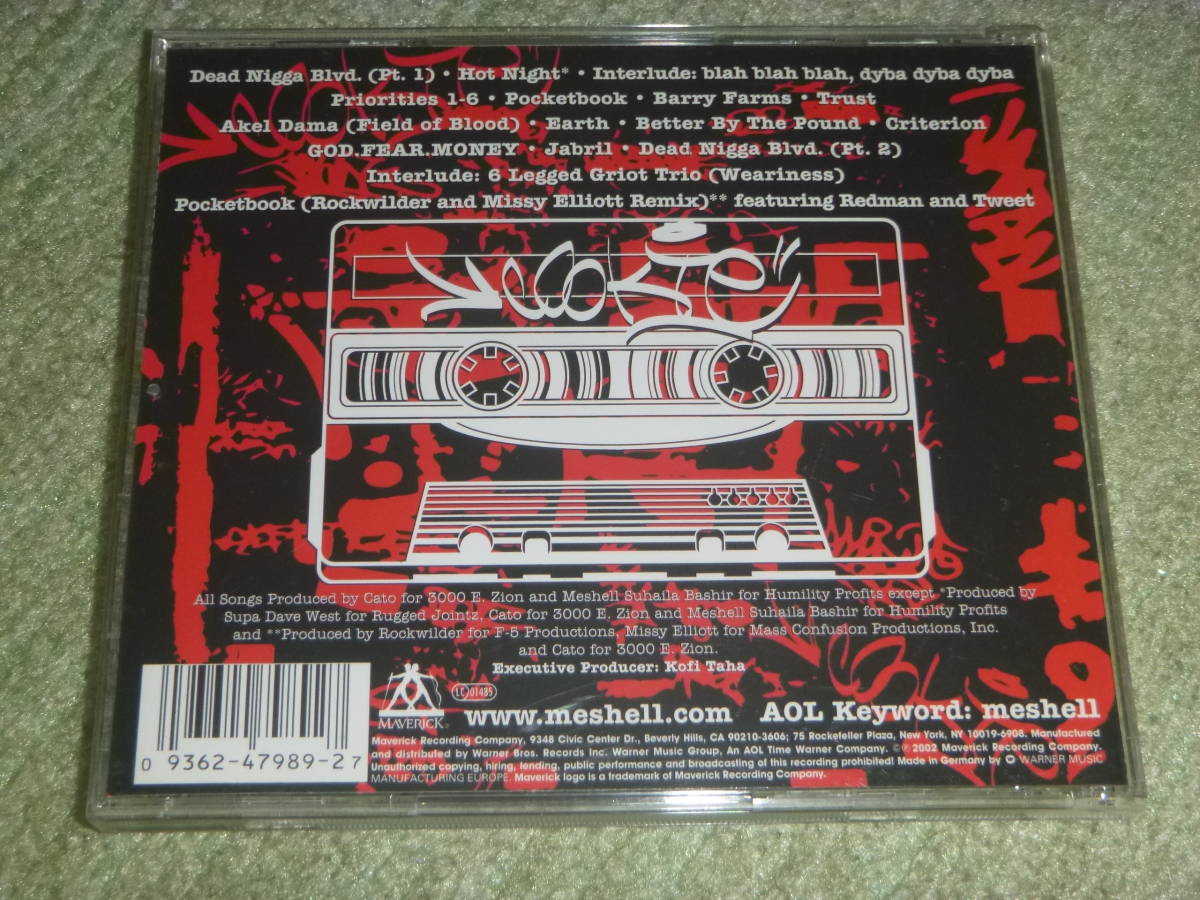 Dead Nigga Blvd. (Pt. 1) • Hot Night* • Interlude: blah blah blah, dyba dyba dyba
Priorities 1-6 • Pocketbook • Barry Farms • Trust
Akel Dama (Field of Blood) • Earth • Better By The Pound • Criterion
GOD.FEAR.MONEY • Jabril • Dead Nigga Blvd. (Pt. 2)
Interlude: 6 Legged Griot Trio (Weariness)
Pocketbook (Rockwilder and Missy Elliott Remix)** featuring Redman and Tweet
All Songs Produced by Cato for 3000 E. Zion and Meshell Suhaila Bashir for Humility Profits except *Produced by
Supa Dave West for Rugged Jointz, Cato for 3000 E. Zion and Meshell Suhaila Bashir for Humility Profits
and **Produced by Rockwilder for F-5 Productions, Missy Elliott for Mass Confusion Productions, Inc.
and Cato for 3000 E. Zion.
Executive Producer: Kofi Taha
MAVERICK
LC 01485
www.meshell.com AOL Keyword: meshell
0 9362-47989-2 7
Maverick Recording Company, 9348 Civic Center Dr., Beverly Hills, CA 90210-3606; 75 Rockefeller Plaza, New York, NY 10019-6908. Manufactured
and distributed by Warner Bros. Records Inc. Warner Music Group, An AOL Time Warner Company. ©℗ 2002 Maverick Recording Company.
Unauthorized copying, hiring, lending, public performance and broadcasting of this recording prohibited! Made in Germany by WARNER MUSIC
MANUFACTURING EUROPE. Maverick logo is a trademark of Maverick Recording Company.